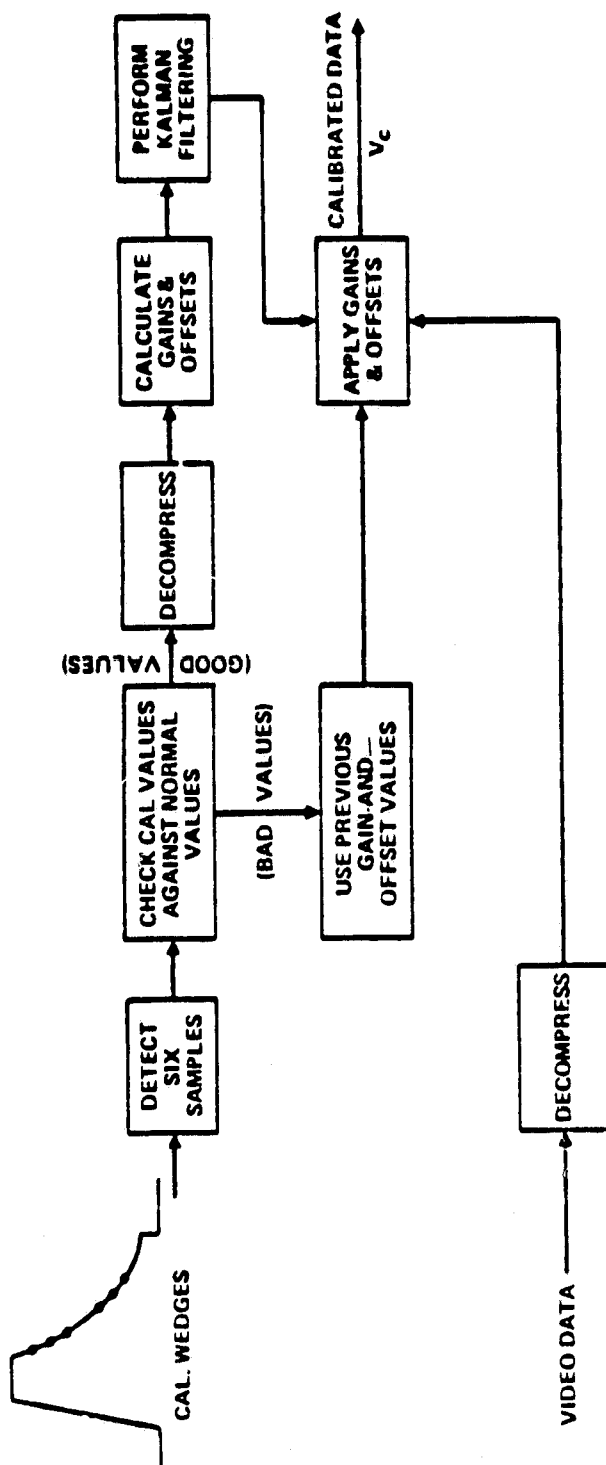 CAL. WEDGES
DETECT
SIX
SAMPLES
CHECK CAL VALUES
AGAINST NORMAL
VALUES
(GOOD
VALUES)
DECOMPRESS
CALCULATE
GAINS &
OFFSETS
PERFORM
KALMAN
FILTERING
(BAD VALUES)
USE PREVIOUS
GAIN-AND-
OFFSET VALUES
APPLY GAINS
& OFFSETS
CALIBRATED DATA
Vc
VIDEO DATA
DECOMPRESS